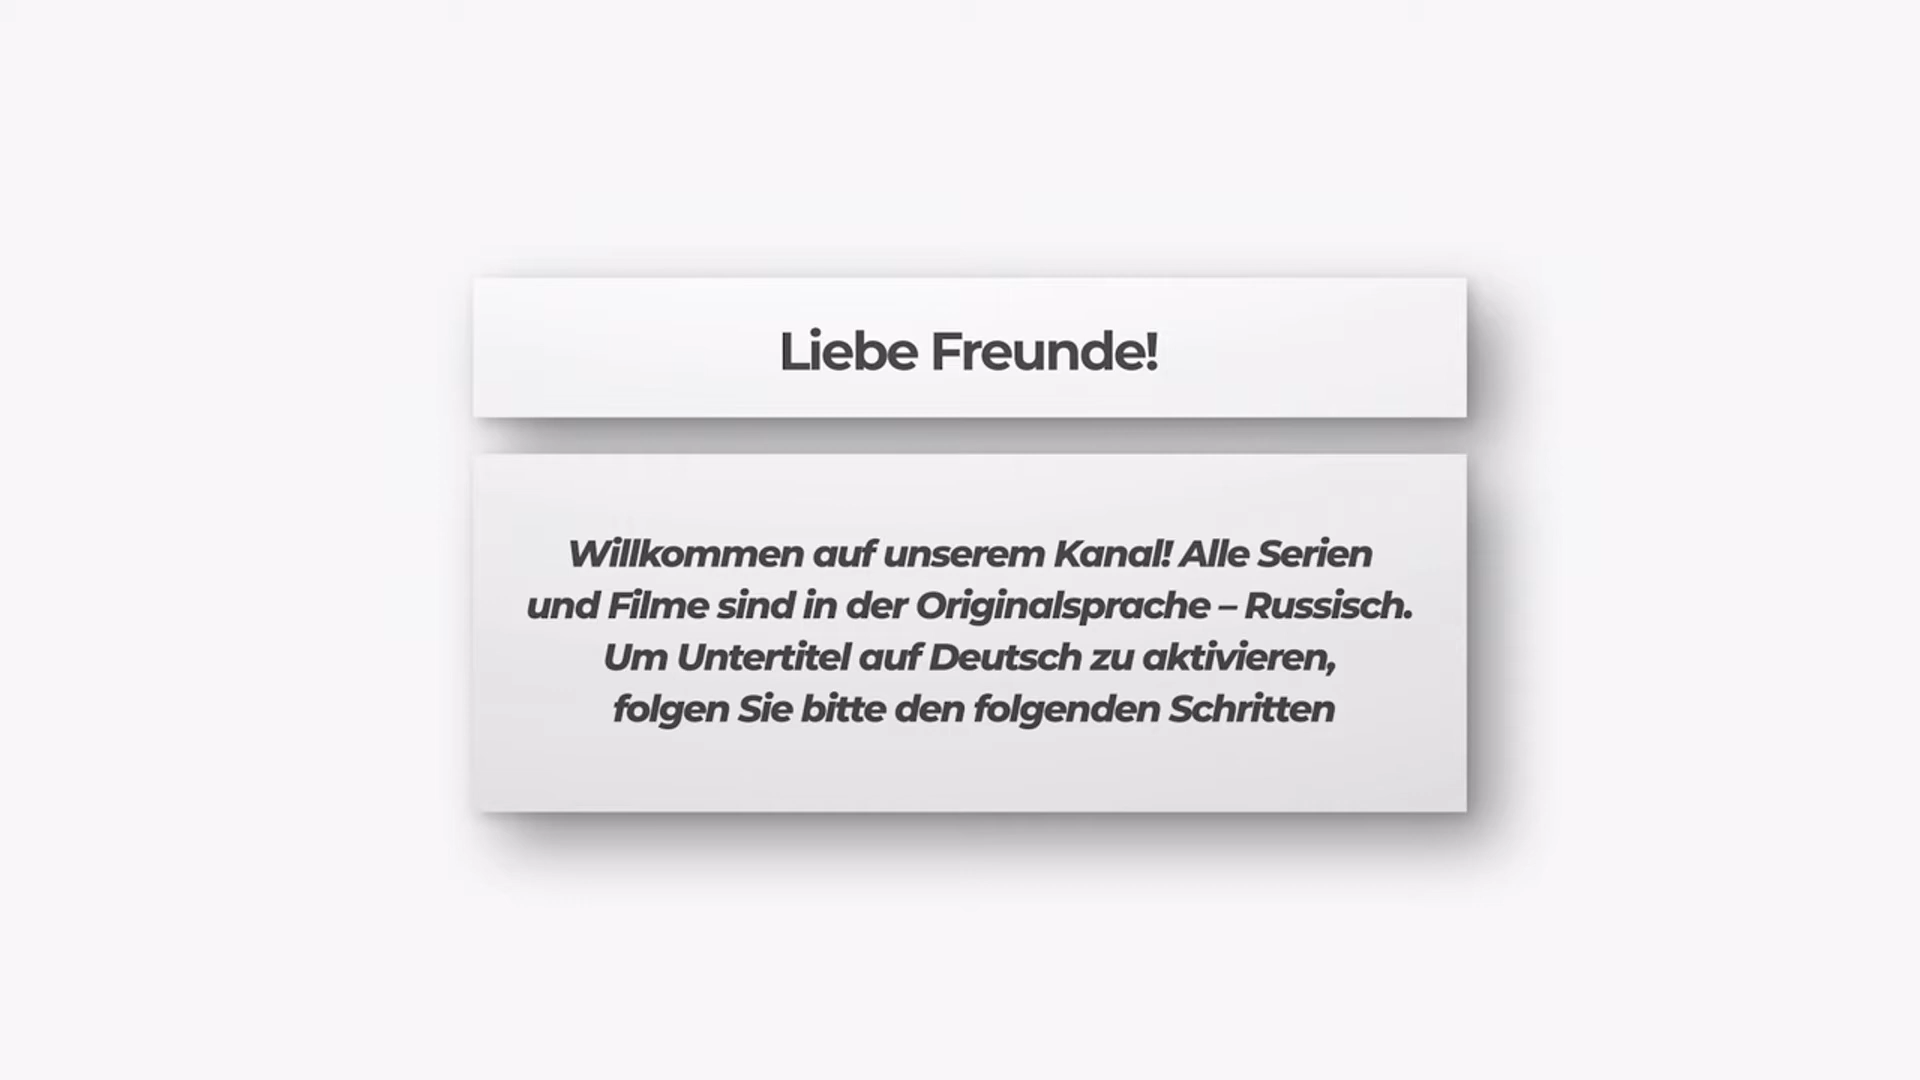 Liebe Freunde!
Willkommen auf unserem Kanal! Alle Serien
und Filme sind in der Originalsprache – Russisch.
Um Untertitel auf Deutsch zu aktivieren,
folgen Sie bitte den folgenden Schritten